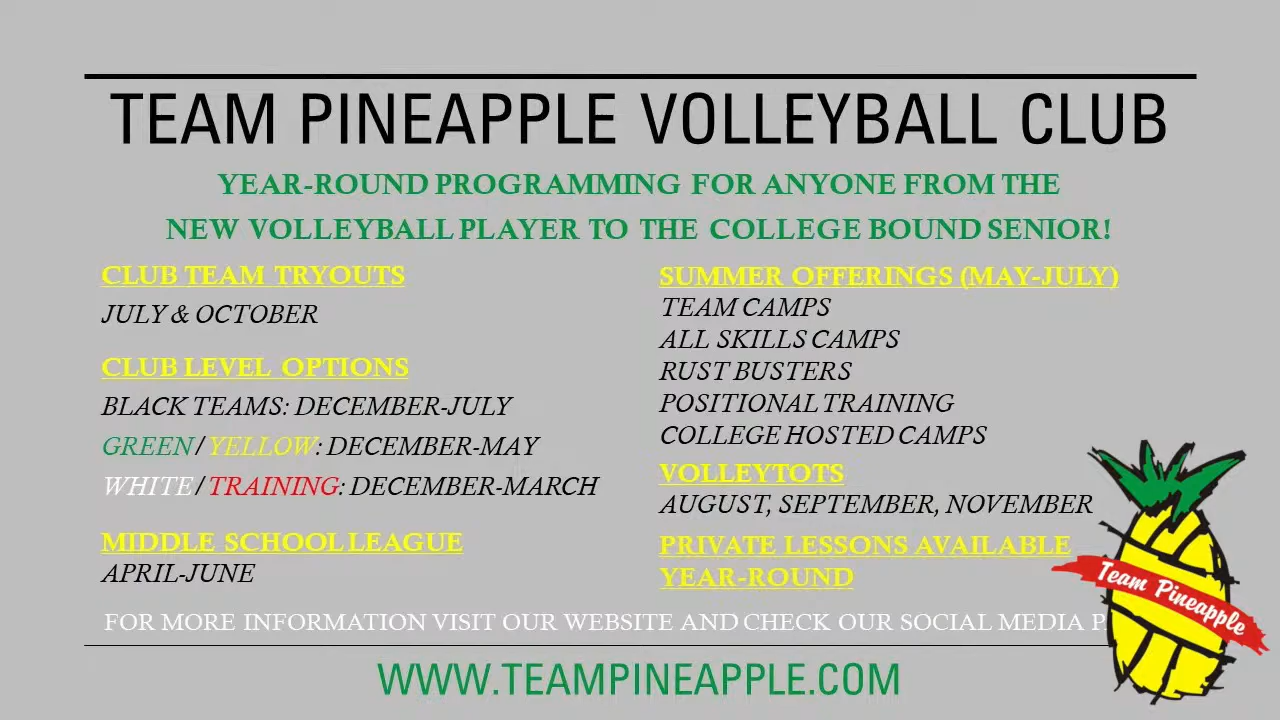 TEAM PINEAPPLE VOLLEYBALL CLUB
YEAR-ROUND PROGRAMMING FOR ANYONE FROM THE
NEW VOLLEYBALL PLAYER TO THE COLLEGE BOUND SENIOR!
CLUB TEAM TRYOUTS
JULY & OCTOBER
CLUB LEVEL OPTIONS
BLACK TEAMS: DECEMBER-JULY
GREEN/YELLOW: DECEMBER-MAY
WHITE/TRAINING: DECEMBER-MARCH
MIDDLE SCHOOL LEAGUE
APRIL-JUNE
SUMMER OFFERINGS (MAY-JULY)
TEAM CAMPS
ALL SKILLS CAMPS
RUST BUSTERS
POSITIONAL TRAINING
COLLEGE HOSTED CAMPS
VOLLEYTOTS
AUGUST, SEPTEMBER, NOVEMBER
PRIVATE LESSONS AVAILABLE
YEAR-ROUND
Team Pineapple
FOR MORE INFORMATION VISIT OUR WEBSITE AND CHECK OUR SOCIAL MEDIA
WWW.TEAMPINEAPPLE.COM